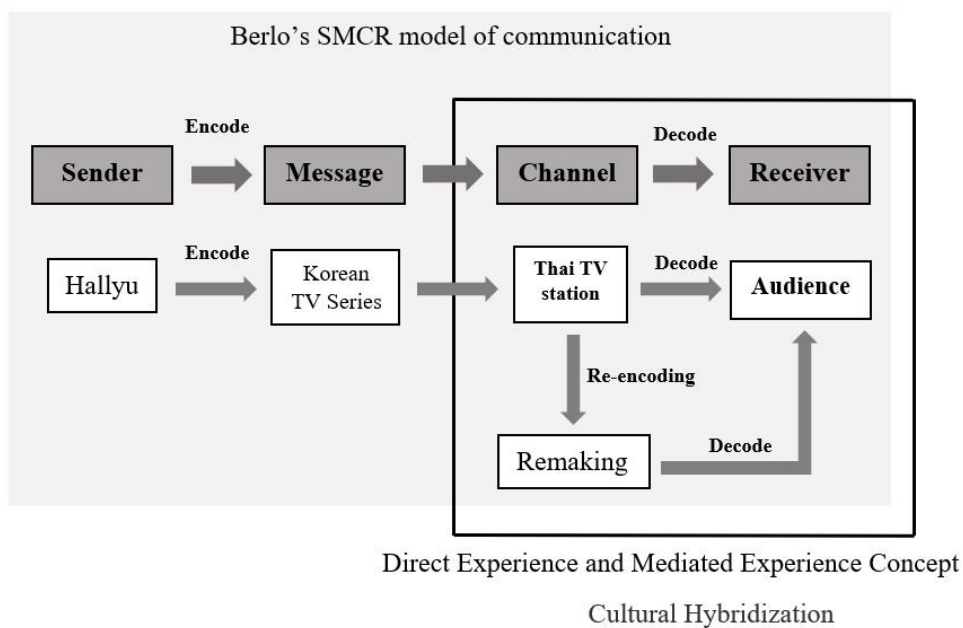 Berlo’s SMCR model of communication
Encode
Decode
Sender
Message
Channel
Receiver
Encode
Decode
Hallyu
Korean
TV Series
Thai TV
station
Audience
Re-encoding
Remaking
Decode
Direct Experience and Mediated Experience Concept
Cultural Hybridization